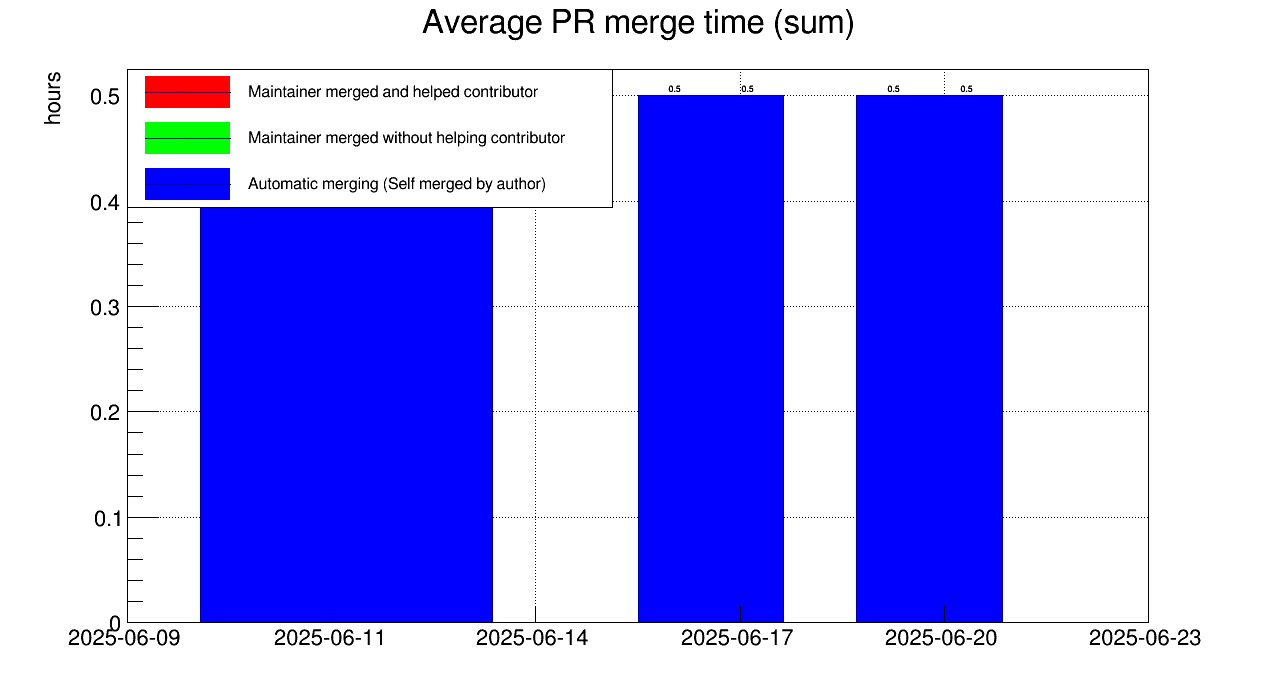 Average PR merge time (sum)
hours
Maintainer merged and helped contributor
Maintainer merged without helping contributor
Automatic merging (Self merged by author)
0.5 0.5 0.5 0.5
0.5
0.4
0.3
0.2
0.1
0
2025-06-09 2025-06-11 2025-06-14 2025-06-17 2025-06-20 2025-06-23